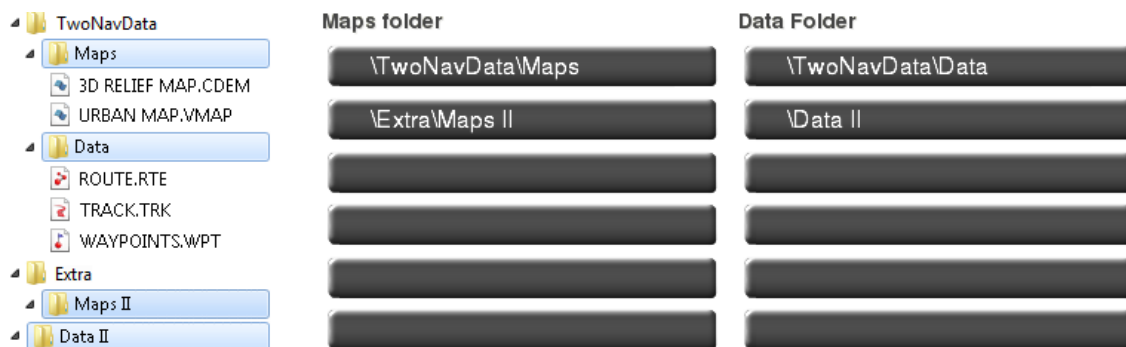 TwoNavData
Maps
3D RELIEF MAP.CDEM
URBAN MAP.VMAP
Data
ROUTE.RTE
TRACK.TRK
WAYPOINTS.WPT
Extra
Maps II
Data II
Maps folder
\TwoNavData\Maps
\Extra\Maps II
Data Folder
\TwoNavData\Data
\Data II